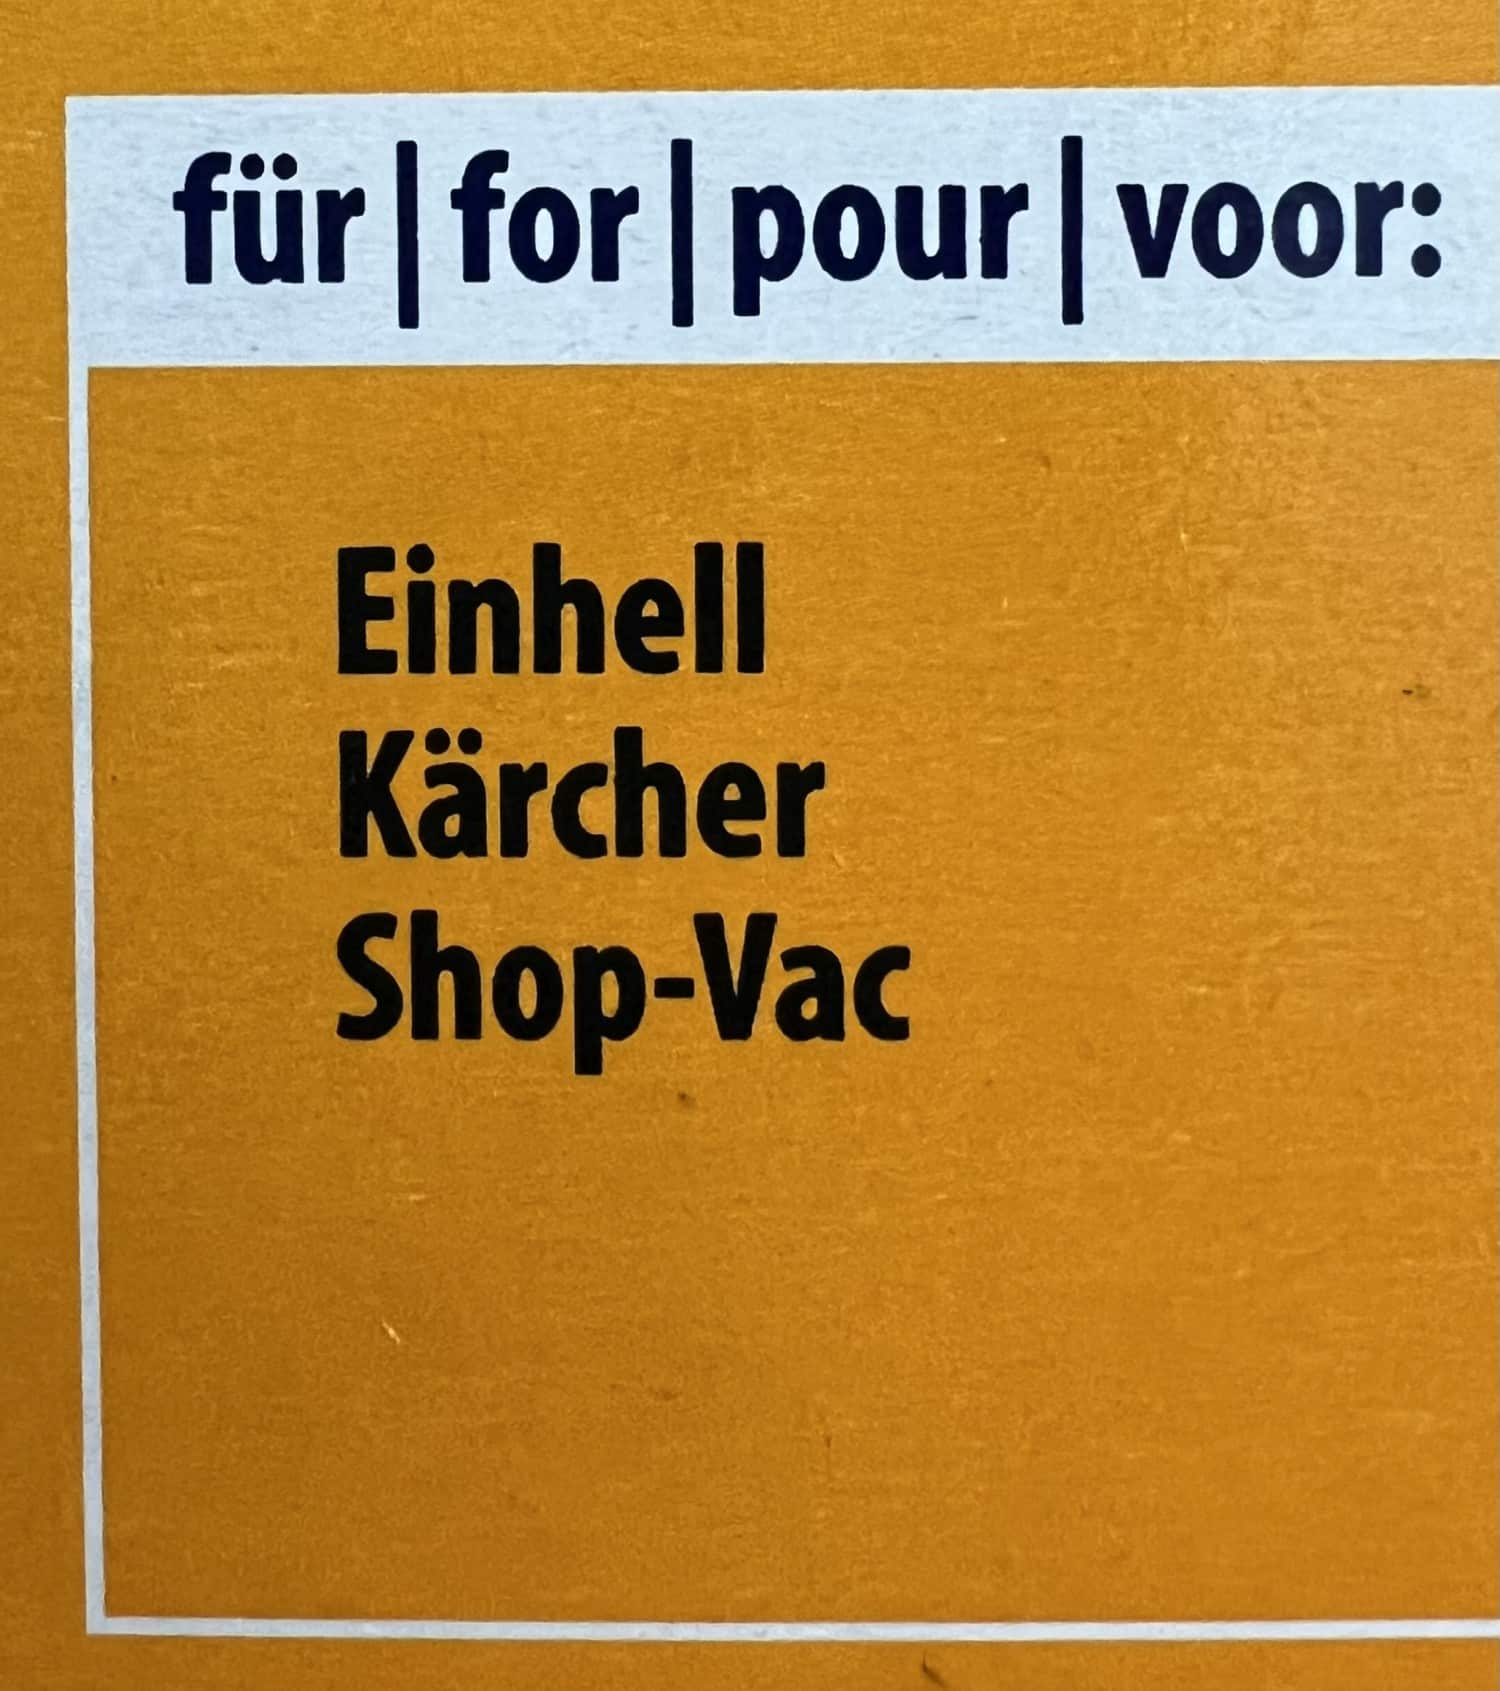 für | for | pour | voor:
Einhell
Kärcher
Shop-Vac